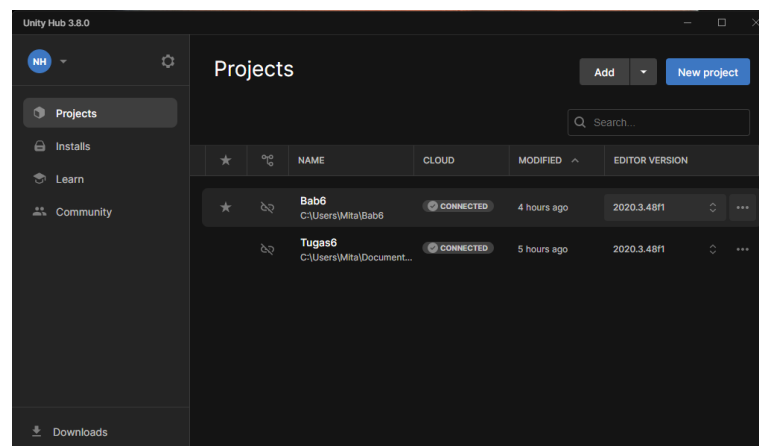 Unity Hub 3.8.0
NH
Projects
Installs
Learn
Community
Downloads
Projects
Add
New project
Search...
NAME CLOUD MODIFIED EDITOR VERSION
Bab6 CONNECTED 4 hours ago 2020.3.48f1
C:\Users\Mita\Bab6
Tugas6 CONNECTED 5 hours ago 2020.3.48f1
C:\Users\Mita\Document...